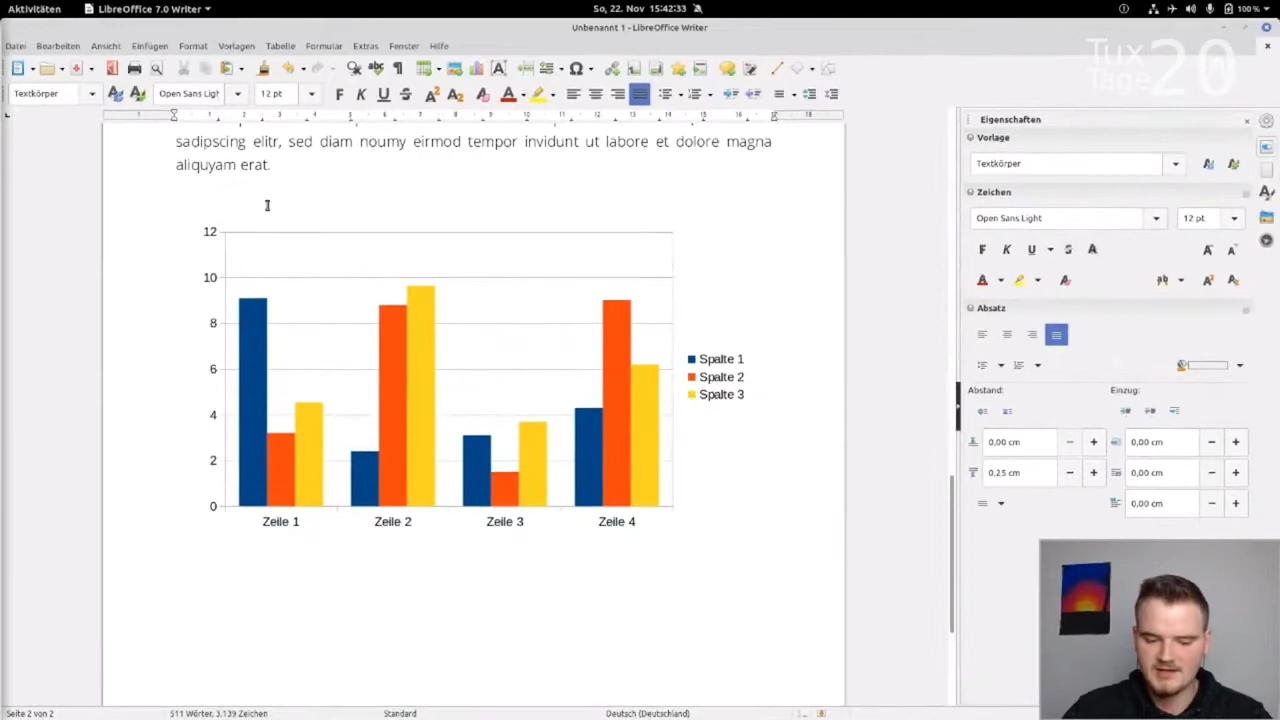 Aktivitäten
LibreOffice 7.0 Writer
So, 22. Nov 15:42:33
100 %
Unbenannt 1 - LibreOffice Writer
Datei Bearbeiten Ansicht Einfügen Format Vorlagen Tabelle Formular Extras Fenster Hilfe
Tux
Tage
20
Textkörper
Open Sans Light
12 pt
K U S
sadipscing elitr, sed diam noumy eirmod tempor invidunt ut labore et dolore magna
aliquyam erat.
12
10
8
6
4
2
0
Zeile 1
Zeile 2
Zeile 3
Zeile 4
Spalte 1
Spalte 2
Spalte 3
Eigenschaften
Vorlage
Textkörper
Zeichen
Open Sans Light
12 pt
Absatz
Abstand:
Einzug:
0,00 cm
0,00 cm
0,25 cm
0,00 cm
0,00 cm
Seite 2 von 2
511 Wörter, 3.139 Zeichen
Standard
Deutsch (Deutschland)